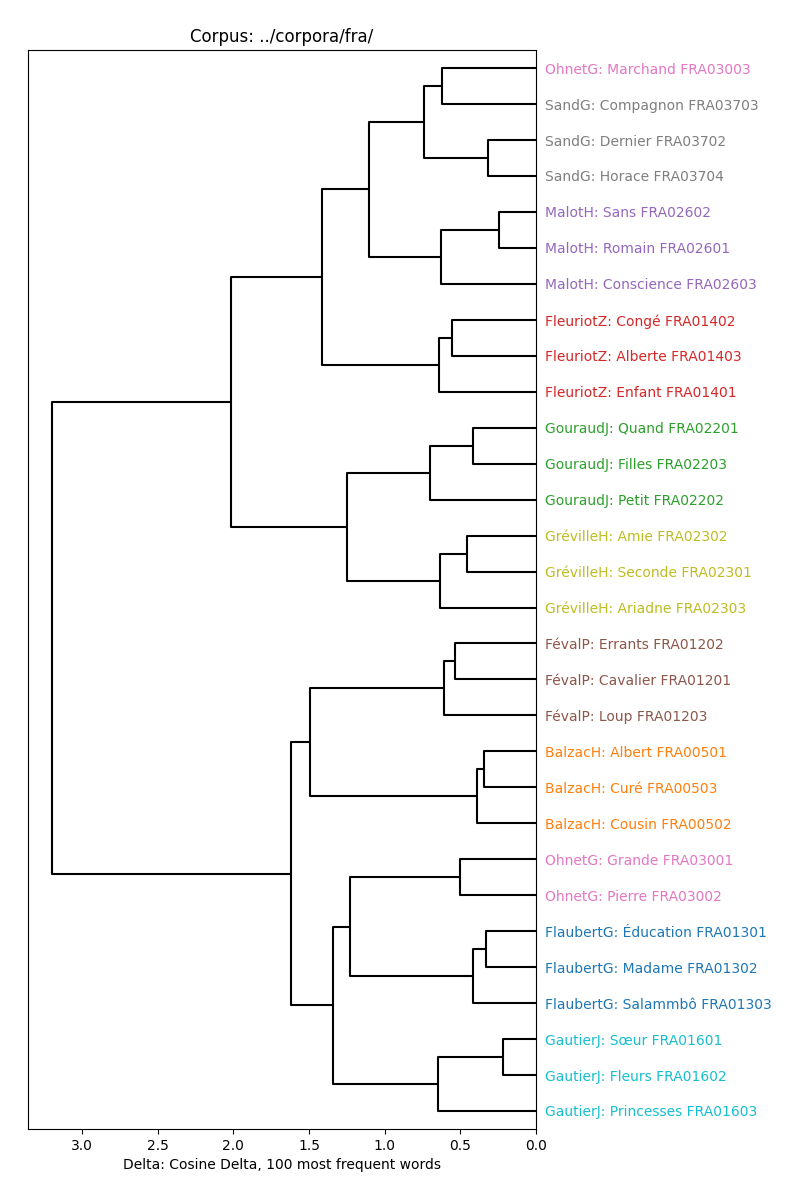 Corpus: ../corpora/fra/
OhnetG: Marchand FRA03003
SandG: Compagnon FRA03703
SandG: Dernier FRA03702
SandG: Horace FRA03704
MalotH: Sans FRA02602
MalotH: Romain FRA02601
MalotH: Conscience FRA02603
FleuriotZ: Congé FRA01402
FleuriotZ: Alberte FRA01403
FleuriotZ: Enfant FRA01401
GouraudJ: Quand FRA02201
GouraudJ: Filles FRA02203
GouraudJ: Petit FRA02202
GrévilleH: Amie FRA02302
GrévilleH: Seconde FRA02301
GrévilleH: Ariadne FRA02303
FévalP: Errants FRA01202
FévalP: Cavalier FRA01201
FévalP: Loup FRA01203
BalzacH: Albert FRA00501
BalzacH: Curé FRA00503
BalzacH: Cousin FRA00502
OhnetG: Grande FRA03001
OhnetG: Pierre FRA03002
FlaubertG: Éducation FRA01301
FlaubertG: Madame FRA01302
FlaubertG: Salammbô FRA01303
GautierJ: Sœur FRA01601
GautierJ: Fleurs FRA01602
GautierJ: Princesses FRA01603
3.0 2.5 2.0 1.5 1.0 0.5 0.0
Delta: Cosine Delta, 100 most frequent words